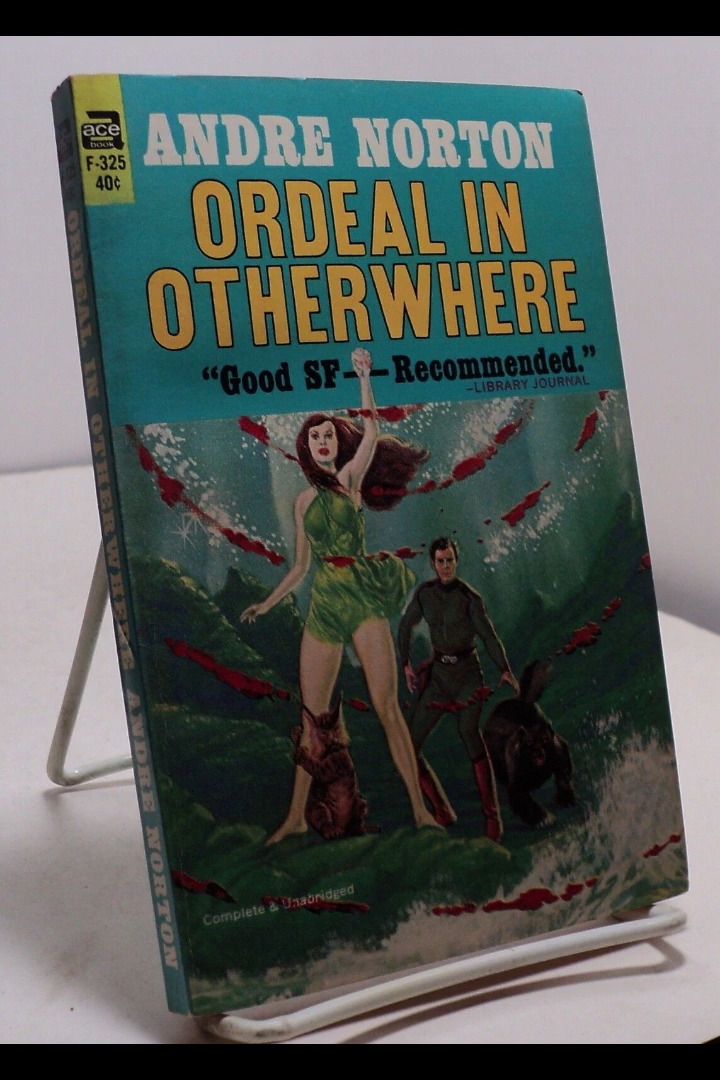 ace
book
F-325
40¢
ANDRE NORTON
ORDEAL IN
OTHERWHERE
"Good SF—Recommended."
—LIBRARY JOURNAL
Complete & Unabridged
ORDEAL IN OTHERWHERE ANDRE NORTON